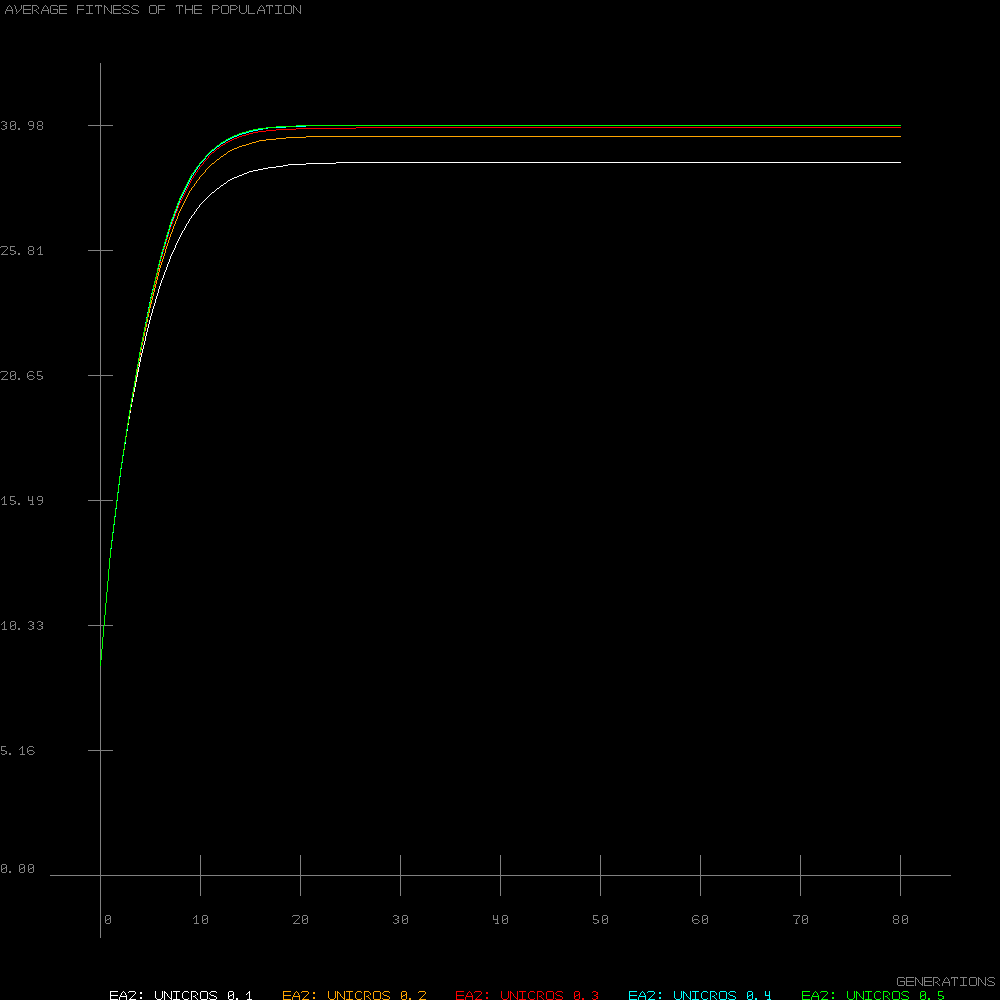 AVERAGE FITNESS OF THE POPULATION
30.98
25.81
20.65
15.49
10.33
5.16
0.00
0 10 20 30 40 50 60 70 80
GENERATIONS
EA2: UNICROS 0.1 EA2: UNICROS 0.2 EA2: UNICROS 0.3 EA2: UNICROS 0.4 EA2: UNICROS 0.5